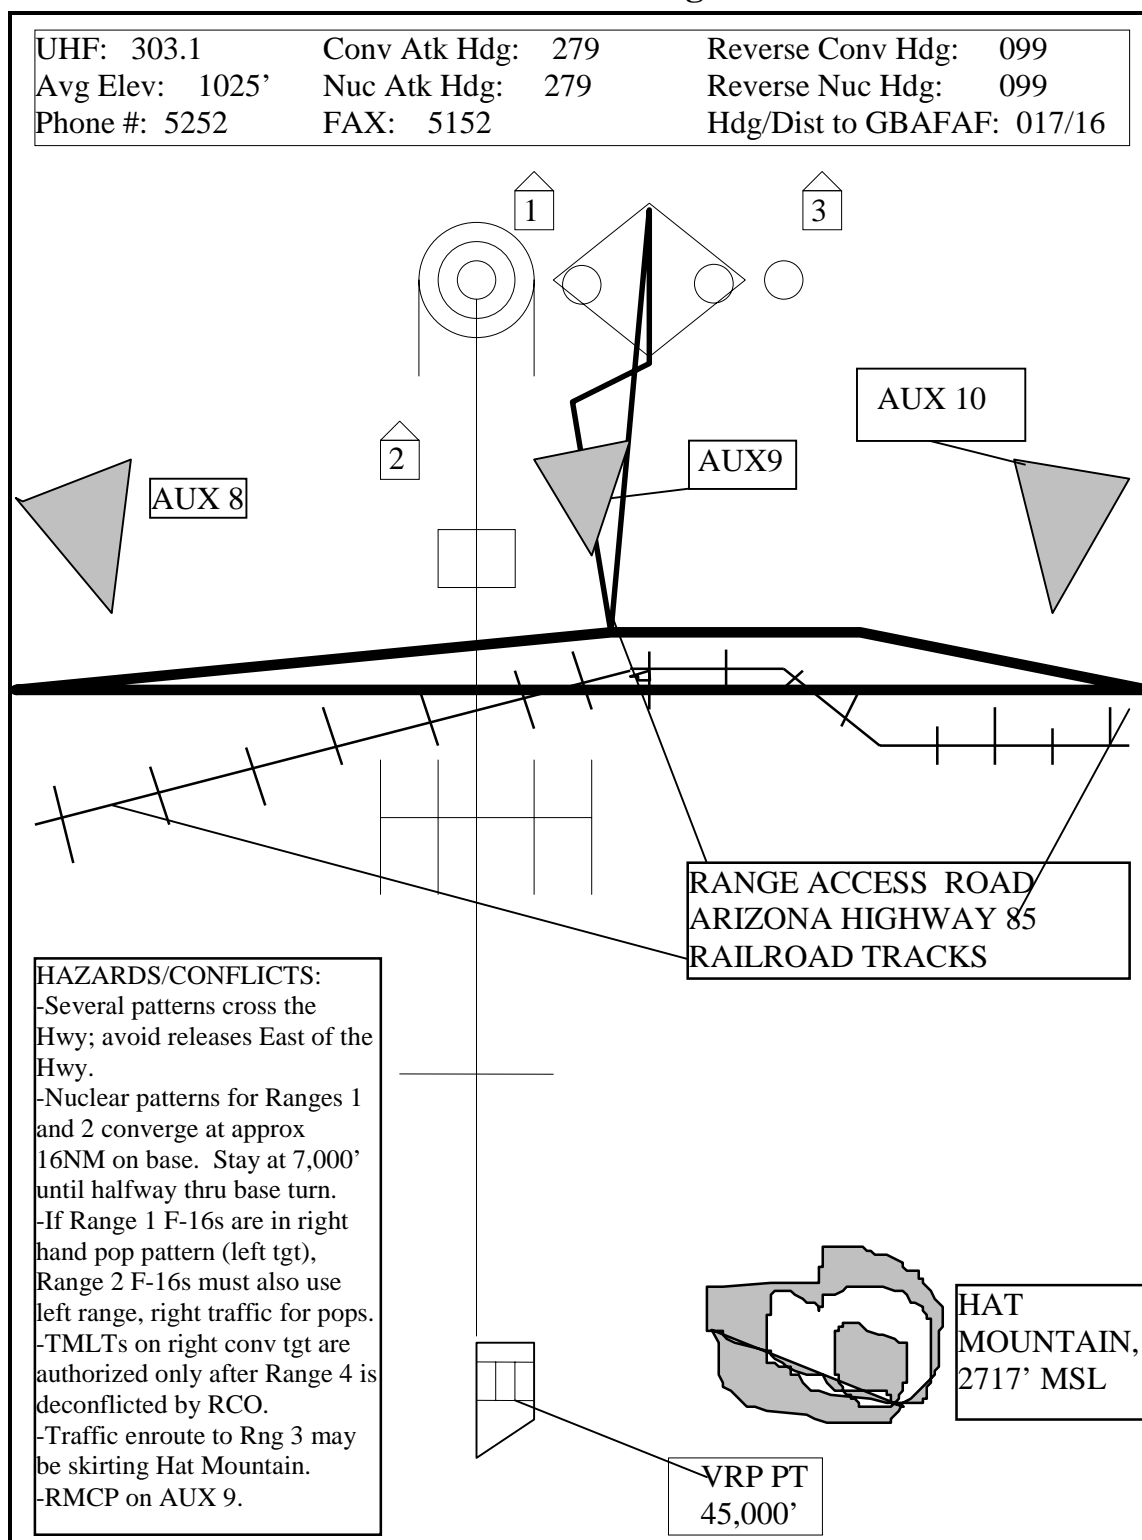 UHF: 303.1 Conv Atk Hdg: 279 Reverse Conv Hdg: 099
Avg Elev: 1025’ Nuc Atk Hdg: 279 Reverse Nuc Hdg: 099
Phone #: 5252 FAX: 5152 Hdg/Dist to GBAFAF: 017/16
1
3
2
AUX 10
AUX9
AUX 8
RANGE ACCESS ROAD
ARIZONA HIGHWAY 85
RAILROAD TRACKS
HAZARDS/CONFLICTS:
-Several patterns cross the
Hwy; avoid releases East of the
Hwy.
-Nuclear patterns for Ranges 1
and 2 converge at approx
16NM on base. Stay at 7,000’
until halfway thru base turn.
-If Range 1 F-16s are in right
hand pop pattern (left tgt),
Range 2 F-16s must also use
left range, right traffic for pops.
-TMLTs on right conv tgt are
authorized only after Range 4 is
deconflicted by RCO.
-Traffic enroute to Rng 3 may
be skirting Hat Mountain.
-RMCP on AUX 9.
HAT
MOUNTAIN,
2717’ MSL
VRP PT
45,000’